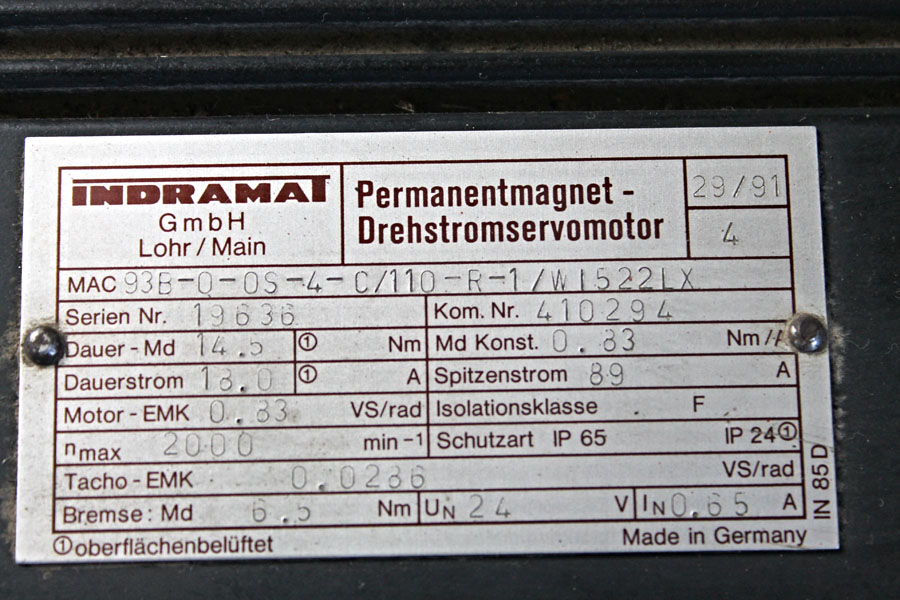 INDRAMAT
GmbH
Lohr / Main
Permanentmagnet -
Drehstromservomotor
29/91
4
MAC 93B-0-0S-4-C/110-R-1/WI522LX
Serien Nr. 19636
Kom. Nr. 410294
Dauer - Md 14.5 ① Nm
Md Konst. 0.83 Nm/A
Dauerstrom 18.0 ① A
Spitzenstrom 89 A
Motor - EMK 0.83 VS/rad
Isolationsklasse F
nmax 2000 min -1
Schutzart IP 65 IP 24①
Tacho - EMK 0.0286 VS/rad
Bremse : Md 6.5 Nm UN 24 V IN 0.65 A
①oberflächenbelüftet
Made in Germany
IN 85 D